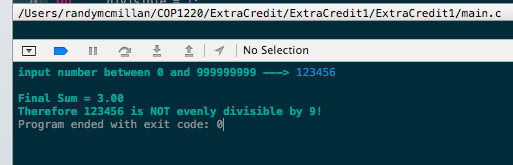 /Users/randymcmillan/COP1220/ExtraCredit/ExtraCredit1/ExtraCredit1/main.c
No Selection
input number between 0 and 999999999 ---> 123456
Final Sum = 3.00
Therefore 123456 is NOT evenly divisible by 9!
Program ended with exit code: 0